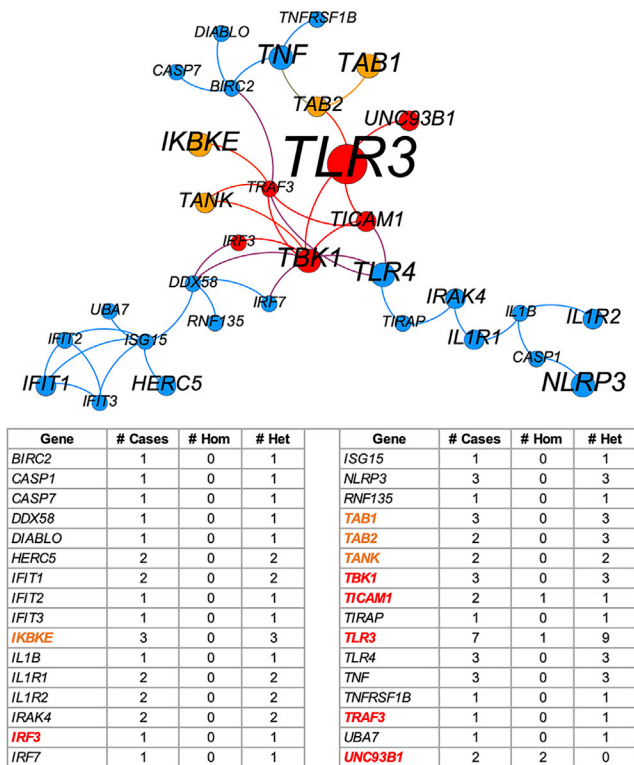 TNFRSF1B
DIABLO
TNF
TAB1
CASP7
BIRC2
TAB2
UNC93B1
IKBKE
TLR3
TRAF3
TANK
TICAM1
IRF3
TBK1
TLR4
DDX58
IRAK4
UBA7
IRF7
IL1B
IL1R2
RNF135
TIRAP
IFIT2
ISG15
IL1R1
CASP1
IFIT1
HERC5
NLRP3
IFIT3
Gene # Cases # Hom # Het Gene # Cases # Hom # Het
BIRC2 1 0 1 ISG15 1 0 1
CASP1 1 0 1 NLRP3 3 0 3
CASP7 1 0 1 RNF135 1 0 1
DDX58 1 0 1 TAB1 3 0 3
DIABLO 1 0 1 TAB2 2 0 3
HERC5 2 0 2 TANK 2 0 2
IFIT1 2 0 2 TBK1 3 0 3
IFIT2 1 0 1 TICAM1 2 1 1
IFIT3 1 0 1 TIRAP 1 0 1
IKBKE 3 0 3 TLR3 7 1 9
IL1B 1 0 1 TLR4 3 0 3
IL1R1 2 0 2 TNF 3 0 3
IL1R2 2 0 2 TNFRSF1B 1 0 1
IRAK4 2 0 2 TRAF3 1 0 1
IRF3 1 0 1 UBA7 1 0 1
IRF7 1 0 1 UNC93B1 2 2 0